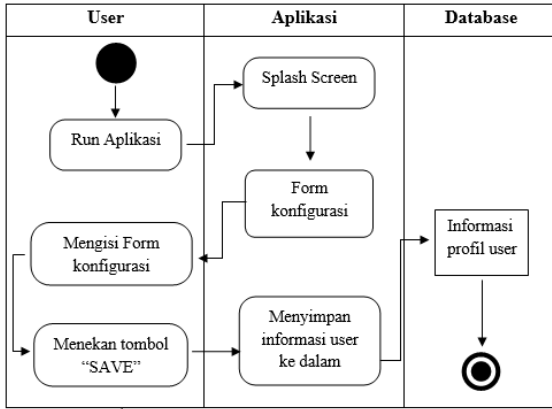 User
Aplikasi
Database
Run Aplikasi
Splash Screen
Form
konfigurasi
Mengisi Form
konfigurasi
Menekan tombol
“SAVE”
Menyimpan
informasi user
ke dalam
Informasi
profil user